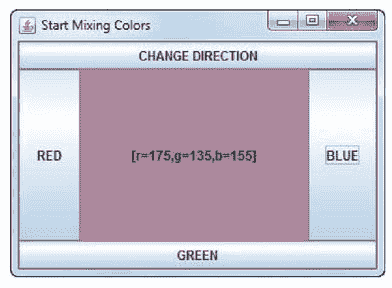 Start Mixing Colors
CHANGE DIRECTION
RED
[r=175,g=135,b=155]
BLUE
GREEN